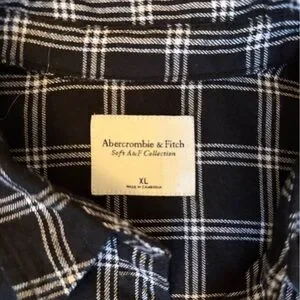 Abercrombie & Fitch
Soft A&F Collection
XL
MADE IN CAMBODIA